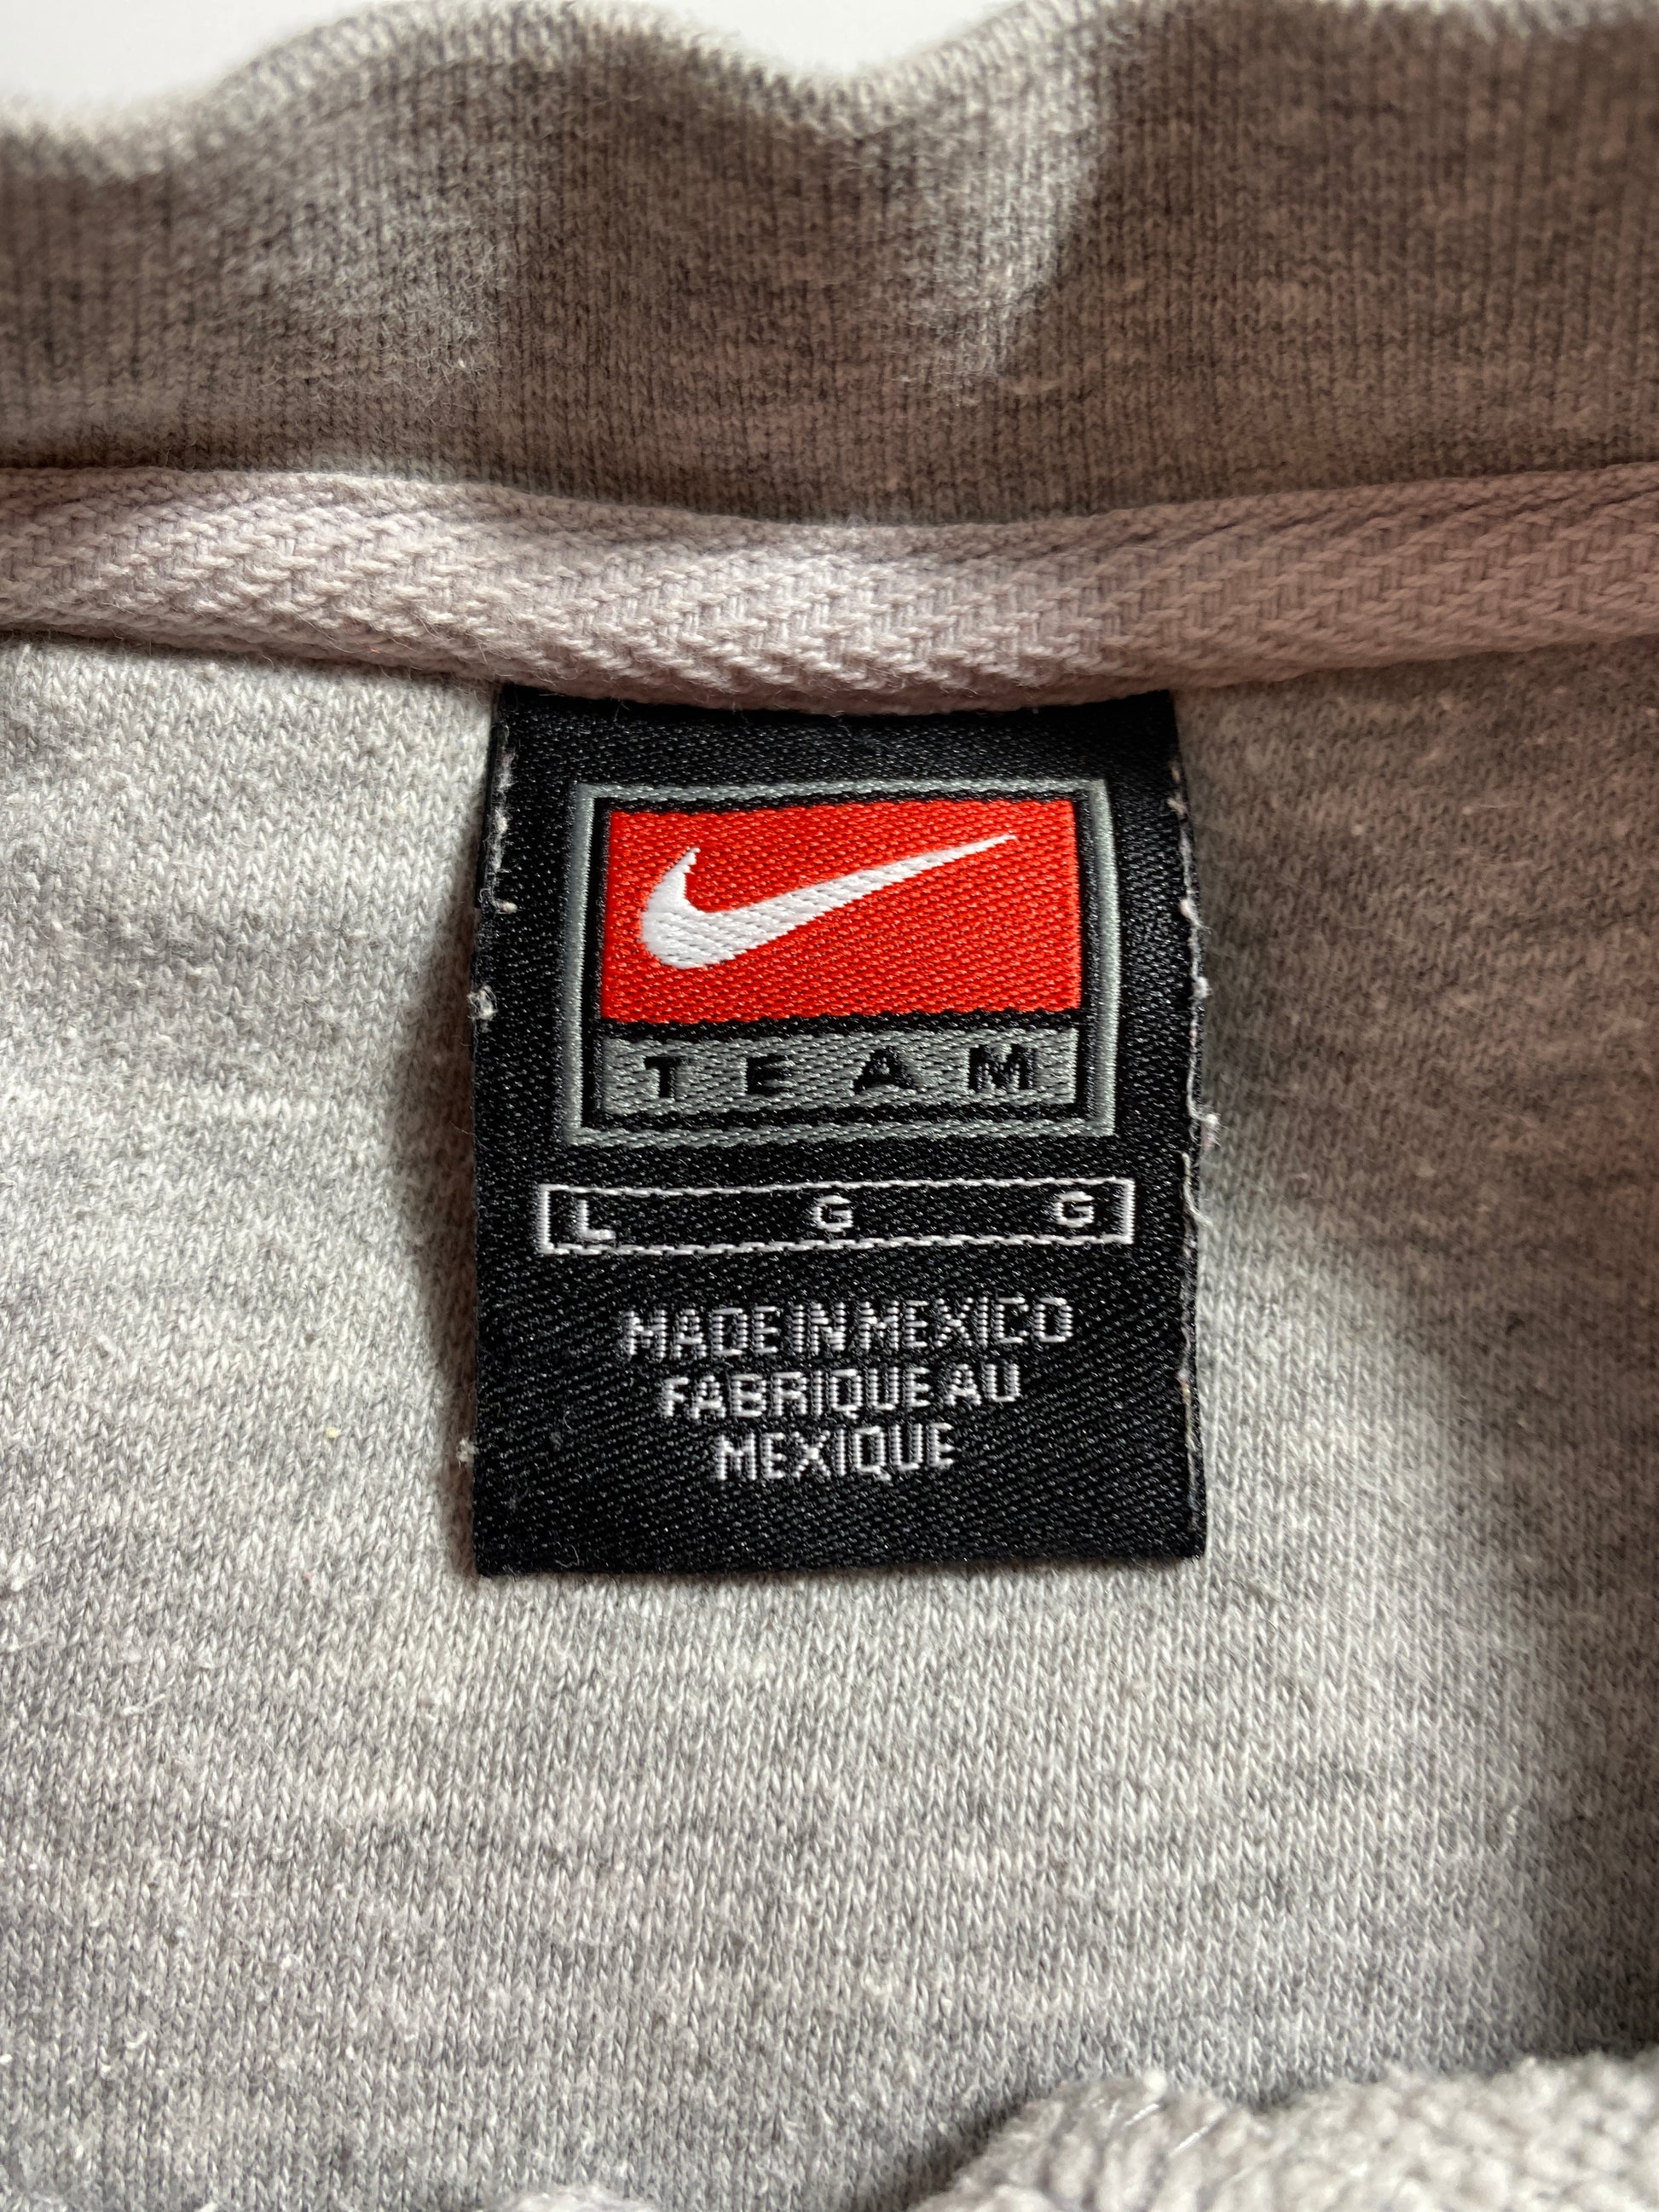 TEAM
L G G
MADE IN MEXICO
FABRIQUE AU
MEXIQUE